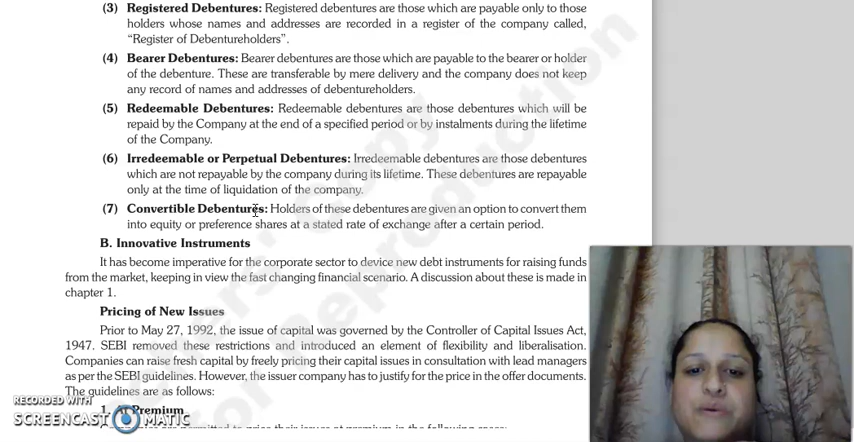 (3) Registered Debentures: Registered debentures are those which are payable only to those
holders whose names and addresses are recorded in a register of the company called,
“Register of Debentureholders”.
(4) Bearer Debentures: Bearer debentures are those which are payable to the bearer or holder
of the debenture. These are transferable by mere delivery and the company does not keep
any record of names and addresses of debentureholders.
(5) Redeemable Debentures: Redeemable debentures are those debentures which will be
repaid by the Company at the end of a specified period or by instalments during the lifetime
of the Company.
(6) Irredeemable or Perpetual Debentures: Irredeemable debentures are those debentures
which are not repayable by the company during its lifetime. These debentures are repayable
only at the time of liquidation of the company.
(7) Convertible Debentures: Holders of these debentures are given an option to convert them
into equity or preference shares at a stated rate of exchange after a certain period.
B. Innovative Instruments
It has become imperative for the corporate sector to device new debt instruments for raising funds
from the market, keeping in view the fast changing financial scenario. A discussion about these is made in
chapter 1.
Pricing of New Issues
Prior to May 27, 1992, the issue of capital was governed by the Controller of Capital Issues Act,
1947. SEBI removed these restrictions and introduced an element of flexibility and liberalisation.
Companies can raise fresh capital by freely pricing their capital issues in consultation with lead managers
as per the SEBI guidelines. However, the issuer company has to justify for the price in the offer documents.
The guidelines are as follows:
1. At Premium
RECORDED WITH
SCREENCAST MATIC
Copy
for Reproduction